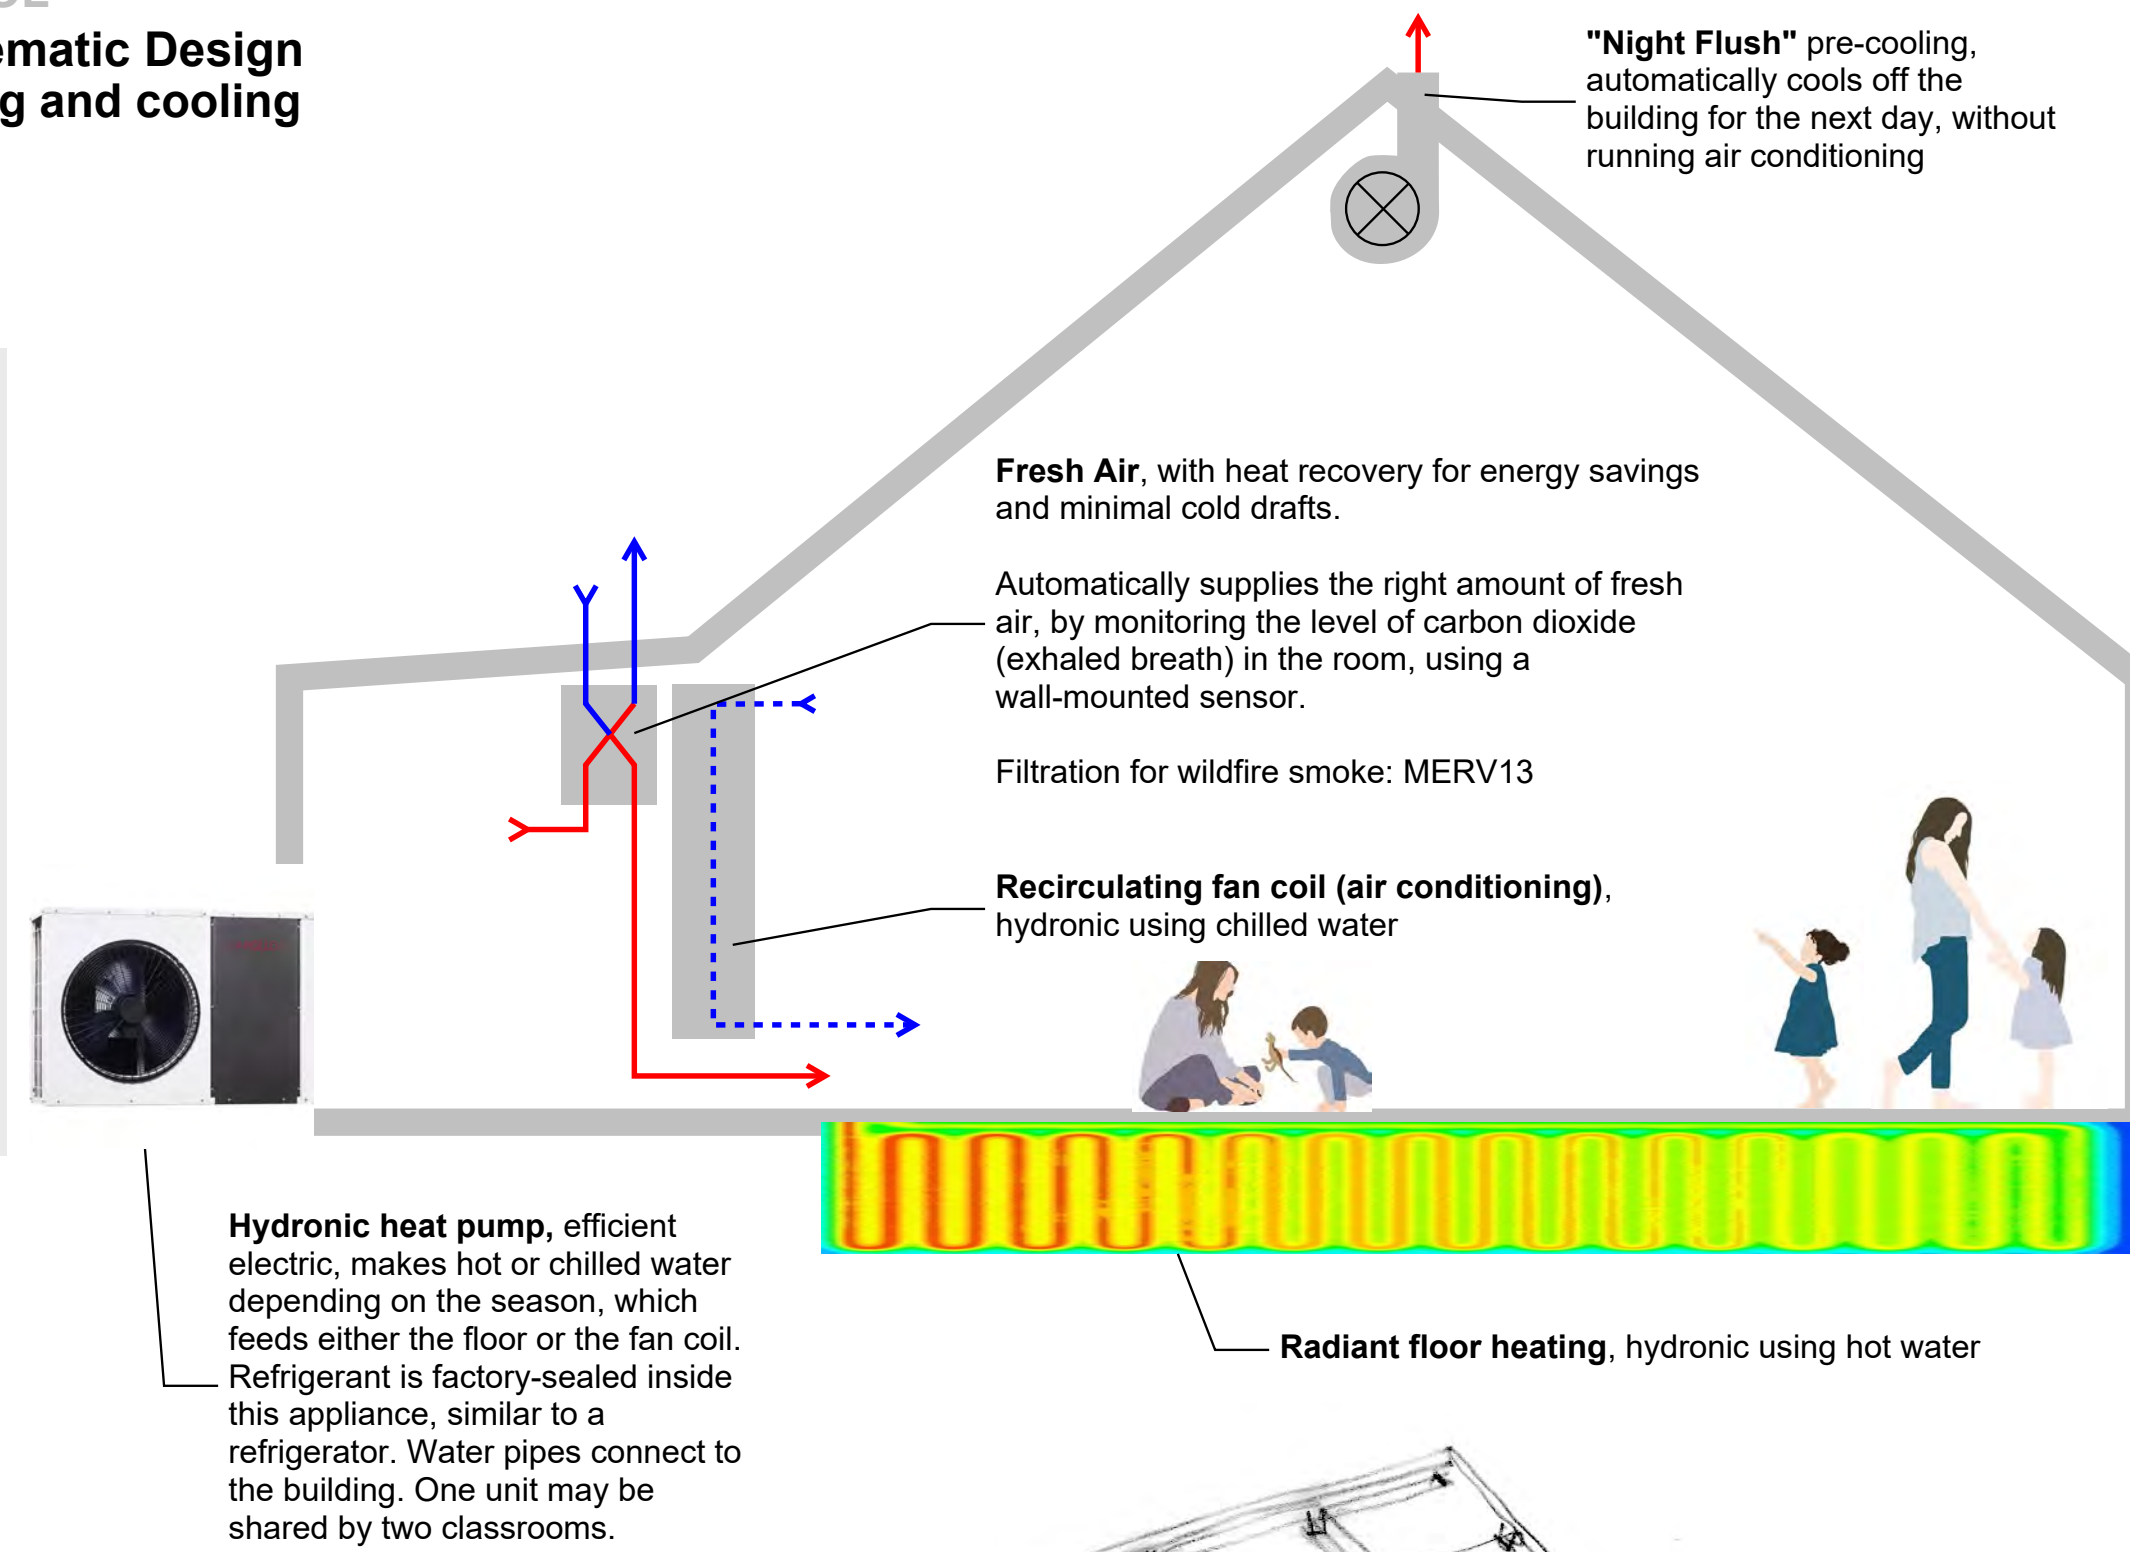 ematic Design
g and cooling
"Night Flush" pre-cooling,
automatically cools off the
building for the next day, without
running air conditioning
Fresh Air, with heat recovery for energy savings
and minimal cold drafts.
Automatically supplies the right amount of fresh
air, by monitoring the level of carbon dioxide
(exhaled breath) in the room, using a
wall-mounted sensor.
Filtration for wildfire smoke: MERV13
Recirculating fan coil (air conditioning),
hydronic using chilled water
Hydronic heat pump, efficient
electric, makes hot or chilled water
depending on the season, which
feeds either the floor or the fan coil.
Refrigerant is factory-sealed inside
this appliance, similar to a
refrigerator. Water pipes connect to
the building. One unit may be
shared by two classrooms.
Radiant floor heating, hydronic using hot water